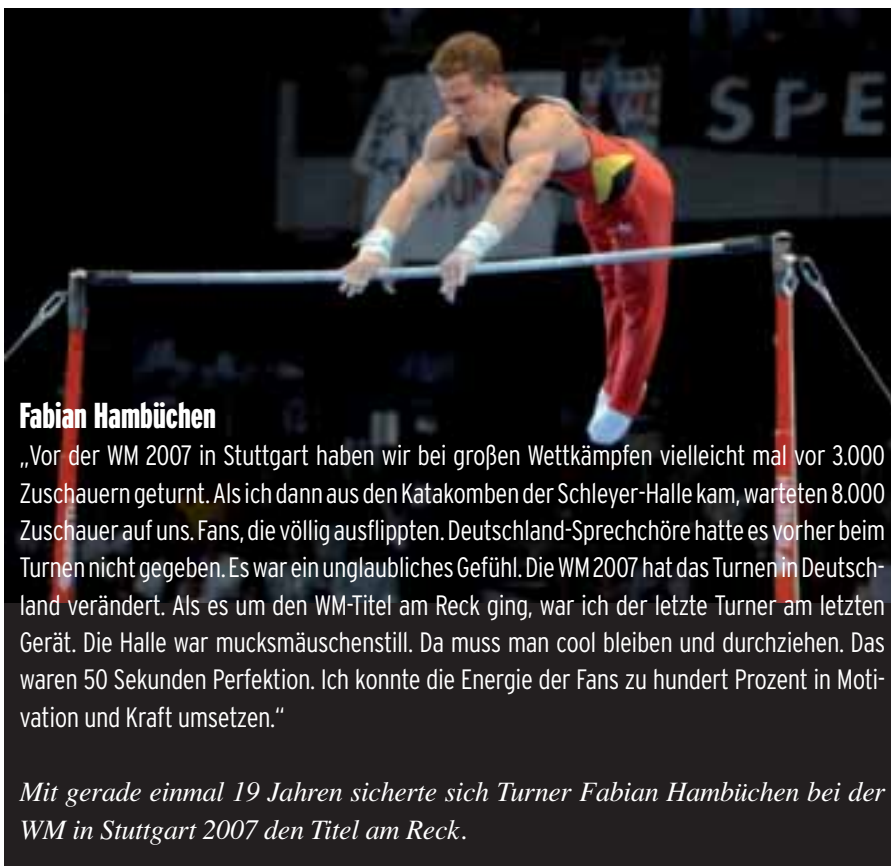 SPE
Fabian Hambüchen
„Vor der WM 2007 in Stuttgart haben wir bei großen Wettkämpfen vielleicht mal vor 3.000
Zuschauern geturnt. Als ich dann aus den Katakomben der Schleyer-Halle kam, warteten 8.000
Zuschauer auf uns. Fans, die völlig ausflippten. Deutschland-Sprechchöre hatte es vorher beim
Turnen nicht gegeben. Es war ein unglaubliches Gefühl. Die WM 2007 hat das Turnen in Deutsch-
land verändert. Als es um den WM-Titel am Reck ging, war ich der letzte Turner am letzten
Gerät. Die Halle war mucksmäuschenstill. Da muss man cool bleiben und durchziehen. Das
waren 50 Sekunden Perfektion. Ich konnte die Energie der Fans zu hundert Prozent in Moti-
vation und Kraft umsetzen.“
Mit gerade einmal 19 Jahren sicherte sich Turner Fabian Hambüchen bei der
WM in Stuttgart 2007 den Titel am Reck.